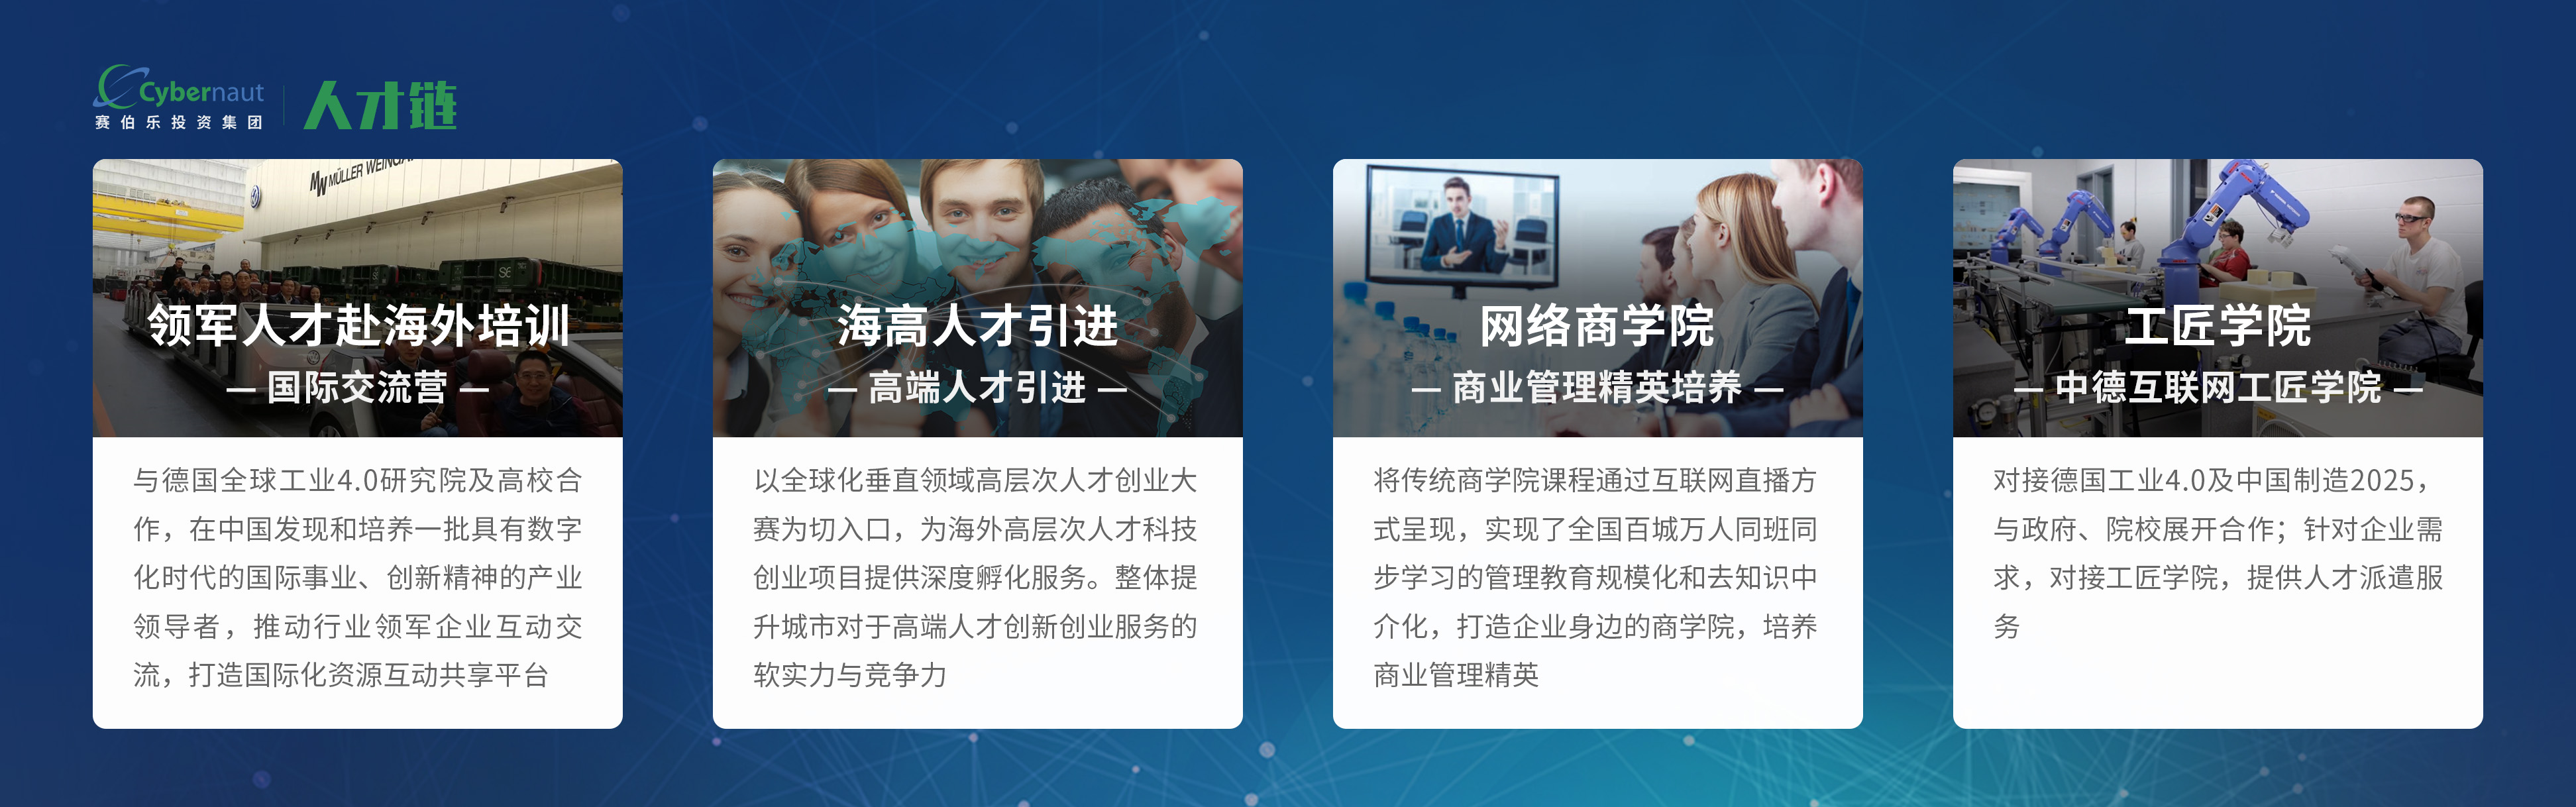 Cybernaut
赛伯乐投资集团
人才链
MW MÜLLER WEINGA
领军人才赴海外培训
— 国际交流营 —
与德国全球工业4.0研究院及高校合
作，在中国发现和培养一批具有数字
化时代的国际事业、创新精神的产业
领导者，推动行业领军企业互动交
流，打造国际化资源互动共享平台
海高人才引进
— 高端人才引进 —
以全球化垂直领域高层次人才创业大
赛为切入口，为海外高层次人才科技
创业项目提供深度孵化服务。整体提
升城市对于高端人才创新创业服务的
软实力与竞争力
网络商学院
— 商业管理精英培养 —
将传统商学院课程通过互联网直播方
式呈现，实现了全国百城万人同班同
步学习的管理教育规模化和去知识中
介化，打造企业身边的商学院，培养
商业管理精英
工匠学院
— 中德互联网工匠学院 —
对接德国工业4.0及中国制造2025，
与政府、院校展开合作；针对企业需
求，对接工匠学院，提供人才派遣服
务